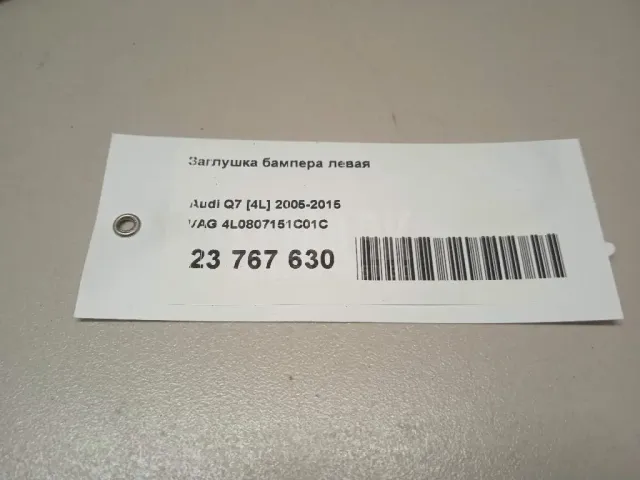 Заглушка бампера левая
Audi Q7 [4L] 2005-2015
VAG 4L0807151C01C
23 767 630